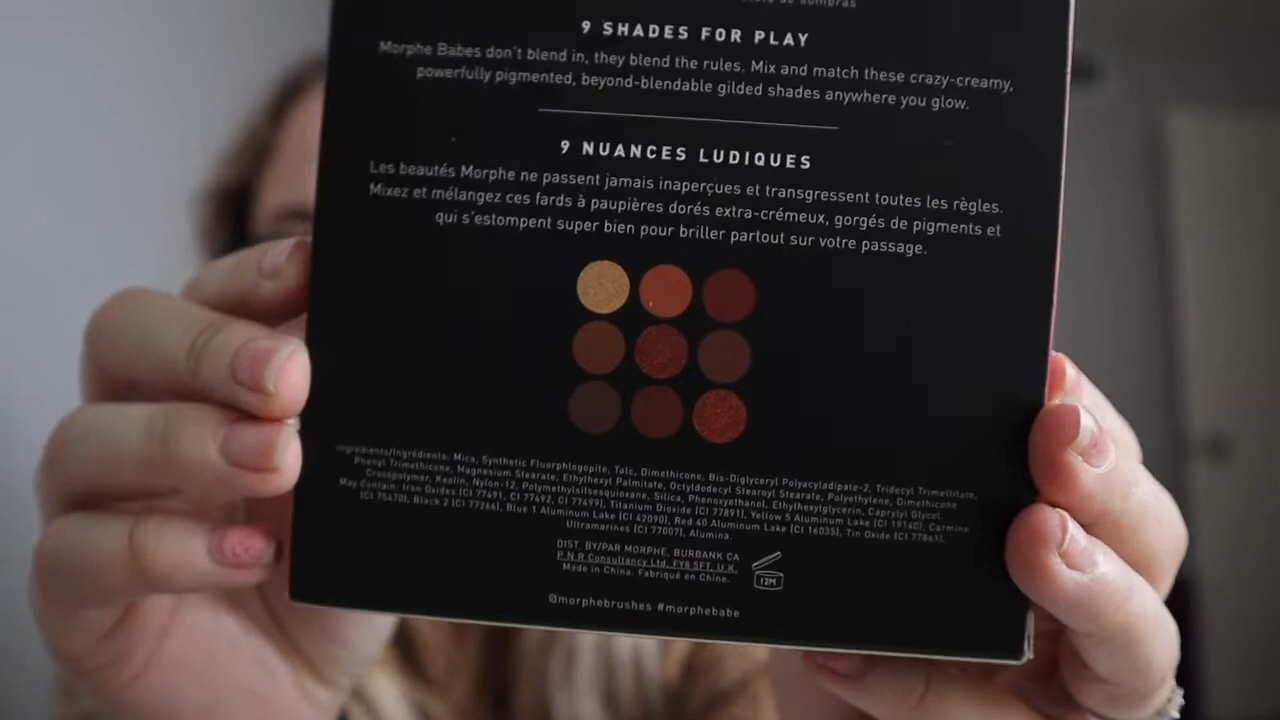 de sombras
9 SHADES FOR PLAY
Morphe Babes don't blend in, they blend the rules. Mix and match these crazy-creamy,
powerfully pigmented, beyond-blendable gilded shades anywhere you glow.
9 NUANCES LUDIQUES
Les beautés Morphe ne passent jamais inaperçues et transgressent toutes les règles.
Mixez et mélangez ces fards à paupières dorés extra-crémeux, gorgés de pigments et
qui s'estompent super bien pour briller partout sur votre passage.
Ingredients/Ingrédients: Mica, Synthetic Fluorphlogopite, Talc, Dimethicone, Bis-Diglyceryl Polyacyladipate-2, Tridecyl Trimellitate,
Phenyl Trimethicone, Magnesium Stearate, Ethylhexyl Palmitate, Octyldodecyl Stearoyl Stearate, Polyethylene, Dimethicone
Crosspolymer, Kaolin, Nylon-12, Polymethylsilsesquioxane, Silica, Phenoxyethanol, Ethylhexylglycerin, Caprylyl Glycol.
May Contain: Iron Oxides (CI 77491, CI 77492, CI 77499), Titanium Dioxide (CI 77891), Yellow 5 Aluminum Lake (CI 19140), Carmine
(CI 75470), Black 2 (CI 77266), Blue 1 Aluminum Lake (CI 42090), Red 40 Aluminum Lake (CI 16035), Tin Oxide (CI 77861),
Ultramarines (CI 77007), Alumina.
DIST. BY/PAR MORPHE, BURBANK CA
P N R Consultancy Ltd, FY8 5FT, U.K.
Made in China. Fabriqué en Chine.
12M
@morphebrushes #morphebabe